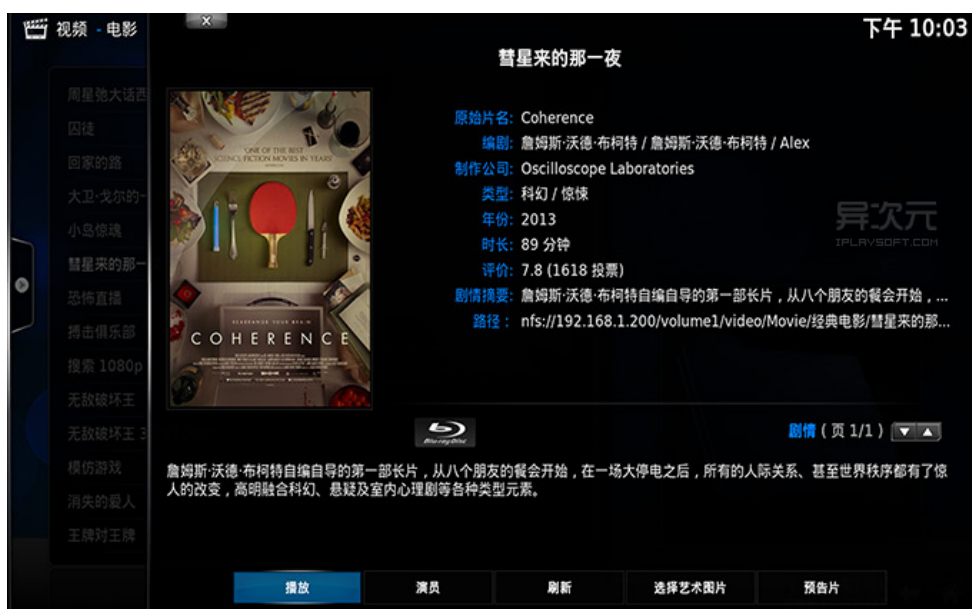 视频 - 电影
X
下午 10:03
彗星来的那一夜
周星弛大话西
囚徒
回家的路
大卫·戈尔的一
小岛惊魂
彗星来的那一
恐怖直播
搏击俱乐部
搜索 1080p
无敌破坏王
无敌破坏王 3
模仿游戏
消失的爱人
王牌对王牌
ONE OF THE BEST
SCIENCE FICTION MOVIES IN YEARS
REARRANGE YOUR BRAIN
COHERENCE
原始片名: Coherence
编剧: 詹姆斯·沃德·布柯特 / 詹姆斯·沃德·布柯特 / Alex
制作公司: Oscilloscope Laboratories
类型: 科幻 / 惊悚
年份: 2013
时长: 89 分钟
评价: 7.8 (1618 投票)
剧情摘要: 詹姆斯·沃德·布柯特自编自导的第一部长片，从八个朋友的餐会开始，...
路径： nfs://192.168.1.200/volume1/video/Movie/经典电影/彗星来的那...
异次元
IPLAYSOFT.COM
Blu-ray Disc
剧情 ( 页 1/1 )
詹姆斯·沃德·布柯特自编自导的第一部长片，从八个朋友的餐会开始，在一场大停电之后，所有的人际关系、甚至世界秩序都有了惊
人的改变，高明融合科幻、悬疑及室内心理剧等各种类型元素。
播放
演员
刷新
选择艺术图片
预告片